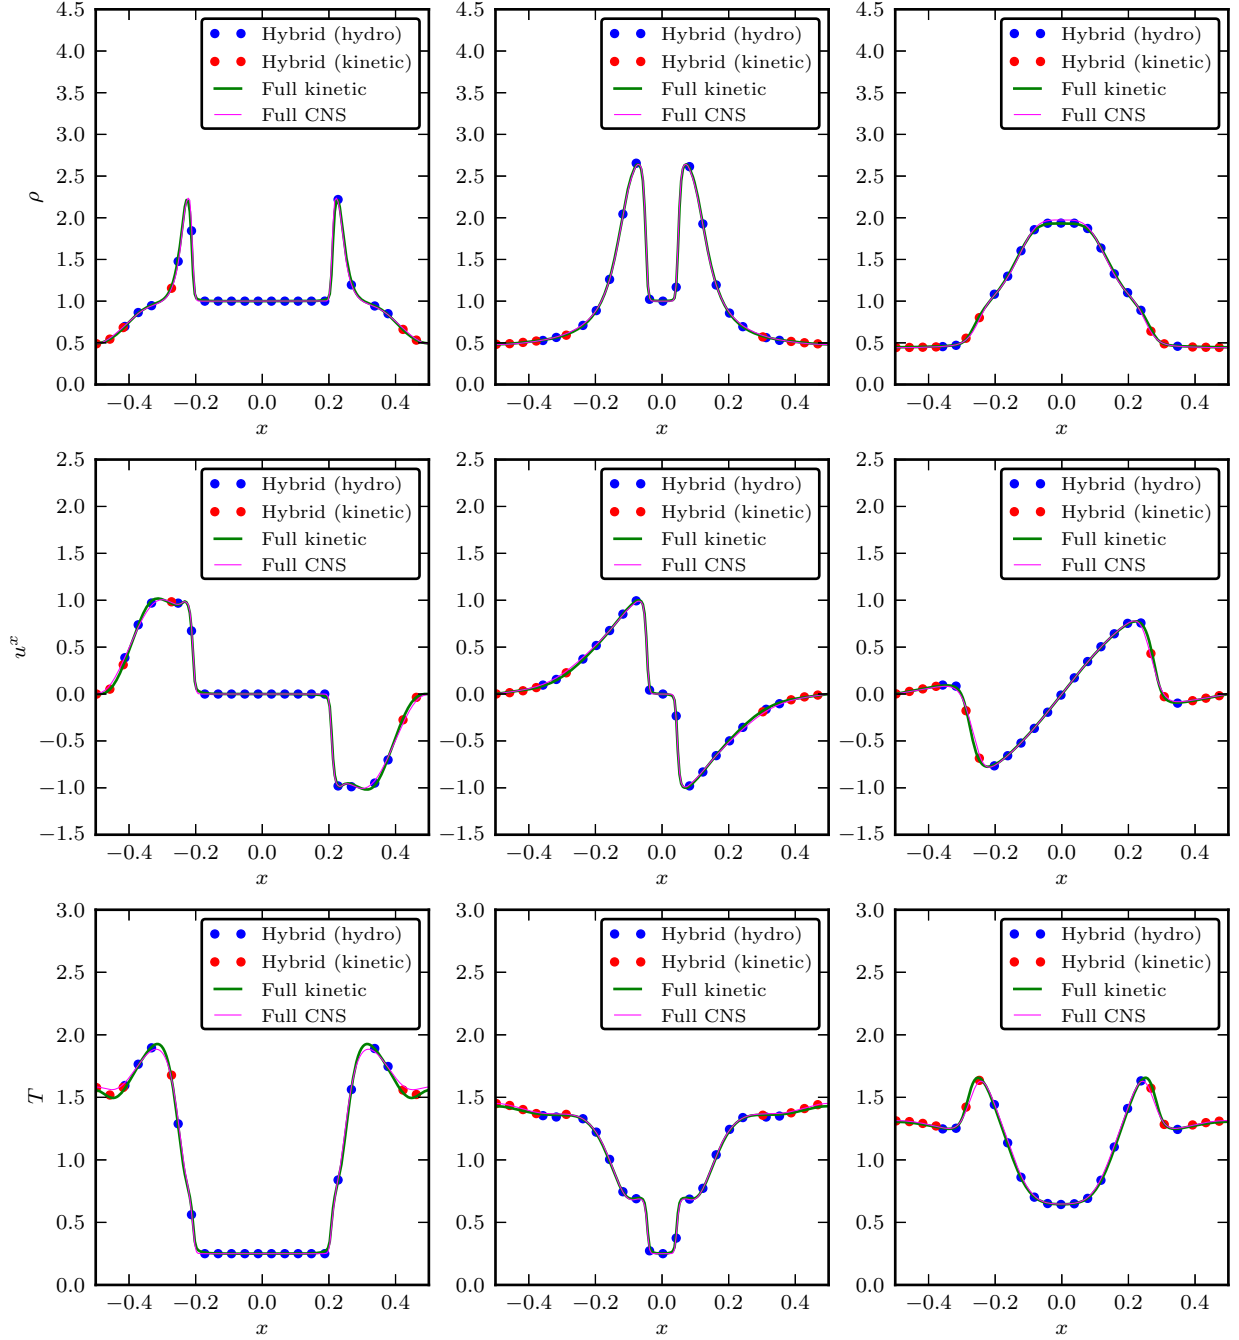 4.5 4.5 4.5
Hybrid (hydro) Hybrid (hydro) Hybrid (hydro)
4.0 4.0 4.0
Hybrid (kinetic) Hybrid (kinetic) Hybrid (kinetic)
3.5 Full kinetic 3.5 Full kinetic 3.5 Full kinetic
Full CNS Full CNS Full CNS
3.0 3.0 3.0
2.5 2.5 2.5
ρ
2.0 2.0 2.0
1.5 1.5 1.5
1.0 1.0 1.0
0.5 0.5 0.5
0.0 0.0 0.0
−0.4 −0.2 0.0 0.2 0.4 −0.4 −0.2 0.0 0.2 0.4 −0.4 −0.2 0.0 0.2 0.4
x x x
2.5 2.5 2.5
Hybrid (hydro) Hybrid (hydro) Hybrid (hydro)
2.0 2.0 2.0
Hybrid (kinetic) Hybrid (kinetic) Hybrid (kinetic)
Full kinetic Full kinetic Full kinetic
1.5 1.5 1.5
Full CNS Full CNS Full CNS
1.0 1.0 1.0
u^x
0.5 0.5 0.5
0.0 0.0 0.0
−0.5 −0.5 −0.5
−1.0 −1.0 −1.0
−1.5 −1.5 −1.5
−0.4 −0.2 0.0 0.2 0.4 −0.4 −0.2 0.0 0.2 0.4 −0.4 −0.2 0.0 0.2 0.4
x x x
3.0 3.0 3.0
Hybrid (hydro) Hybrid (hydro) Hybrid (hydro)
Hybrid (kinetic) Hybrid (kinetic) Hybrid (kinetic)
2.5 2.5 2.5
Full kinetic Full kinetic Full kinetic
Full CNS Full CNS Full CNS
2.0 2.0 2.0
T
1.5 1.5 1.5
1.0 1.0 1.0
0.5 0.5 0.5
0.0 0.0 0.0
−0.4 −0.2 0.0 0.2 0.4 −0.4 −0.2 0.0 0.2 0.4 −0.4 −0.2 0.0 0.2 0.4
x x x